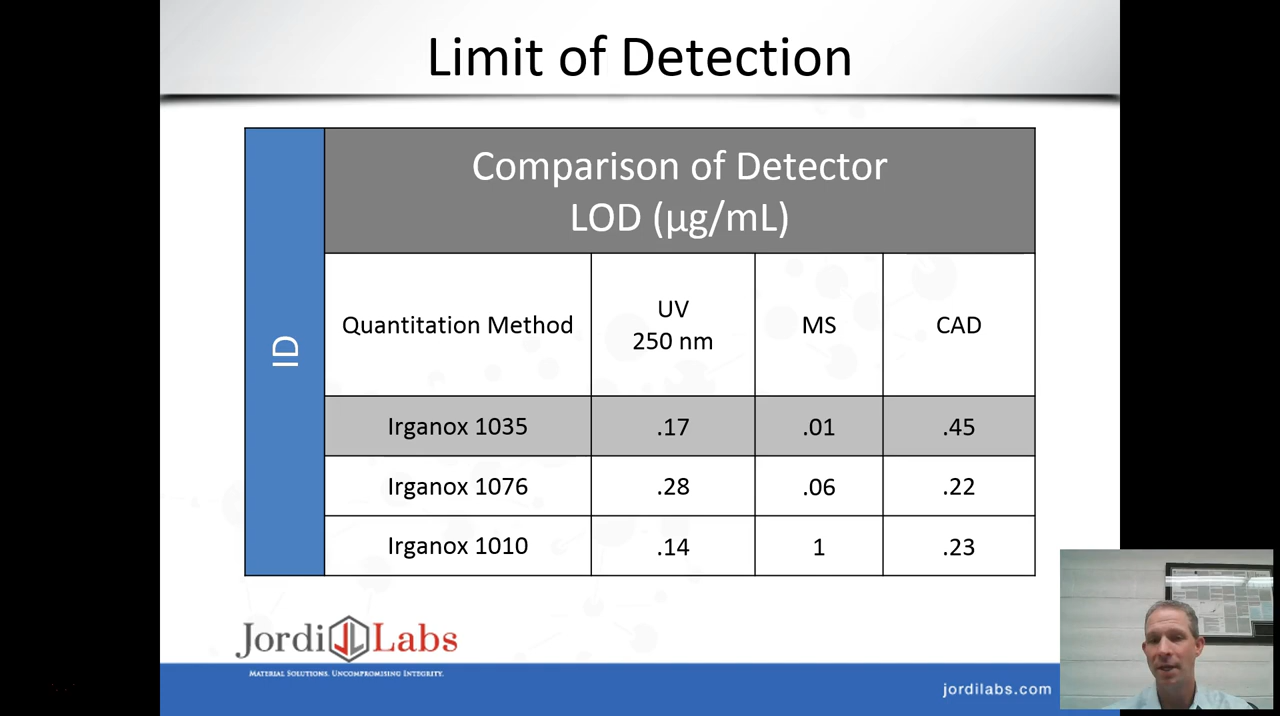 Limit of Detection
ID
Comparison of Detector
LOD (µg/mL)
Quantitation Method
UV
250 nm
MS
CAD
Irganox 1035
.17
.01
.45
Irganox 1076
.28
.06
.22
Irganox 1010
.14
1
.23
Jordi Labs
MATERIAL SOLUTIONS. UNCOMPROMISING INTEGRITY.
jordilabs.com